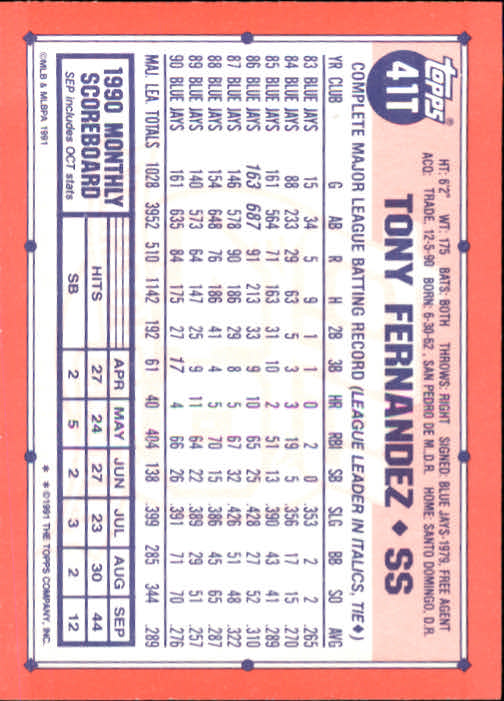 TOPPS®
41T
HT: 6'2" WT: 175 BATS: BOTH THROWS: RIGHT SIGNED: BLUE JAYS-1979, FREE AGENT
ACQ: TRADE, 12-5-90 BORN: 6-30-62, SAN PEDRO DE M. D.R. HOME: SANTO DOMINGO, D.R.
TONY FERNANDEZ ♦ SS
COMPLETE MAJOR LEAGUE BATTING RECORD (LEAGUE LEADER IN ITALICS, TIE♦)
YR CLUB G AB R H 2B 3B HR RBI SB SLG BB SO AVG
83 BLUE JAYS 15 34 5 9 1 1 0 2 0 .353 2 2 .265
84 BLUE JAYS 88 233 29 63 5 3 3 19 5 .356 17 15 .270
85 BLUE JAYS 161 564 71 163 31 10 2 51 13 .390 43 41 .289
86 BLUE JAYS 163 687 91 213 33 9 10 65 25 .428 27 52 .310
87 BLUE JAYS 146 578 90 186 29 8 5 67 32 .426 51 48 .322
88 BLUE JAYS 154 648 76 186 41 4 5 70 15 .386 45 65 .287
89 BLUE JAYS 140 573 64 147 25 9 11 64 22 .389 29 51 .257
90 BLUE JAYS 161 635 84 175 27 17 4 66 26 .391 71 70 .276
MAJ. LEA. TOTALS 1028 3952 510 1142 192 61 40 404 138 .399 285 344 .289
1990 MONTHLY
SCOREBOARD
SEP includes OCT stats
APR MAY JUN JUL AUG SEP
HITS 27 24 27 23 30 44
SB 2 5 2 3 2 12
©MLB & MLBPA 1991
* * ©1991 THE TOPPS COMPANY, INC.